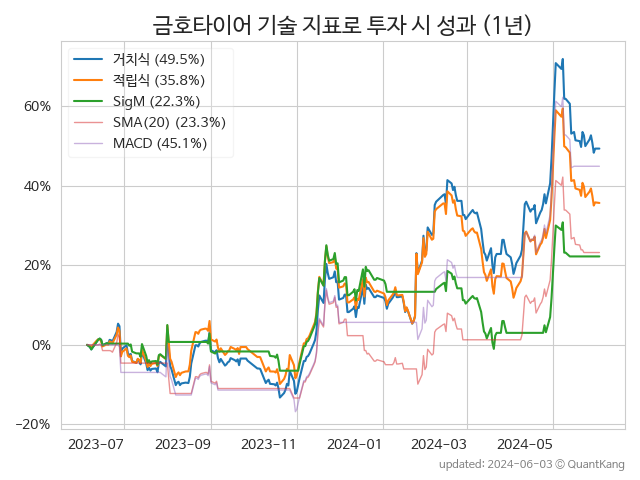 금호타이어 기술 지표로 투자 시 성과 (1년)
거치식 (49.5%)
적립식 (35.8%)
SigM (22.3%)
SMA(20) (23.3%)
MACD (45.1%)
60%
40%
20%
0%
−20%
2023-07 2023-09 2023-11 2024-01 2024-03 2024-05
updated: 2024-06-03 ⓒ QuantKang